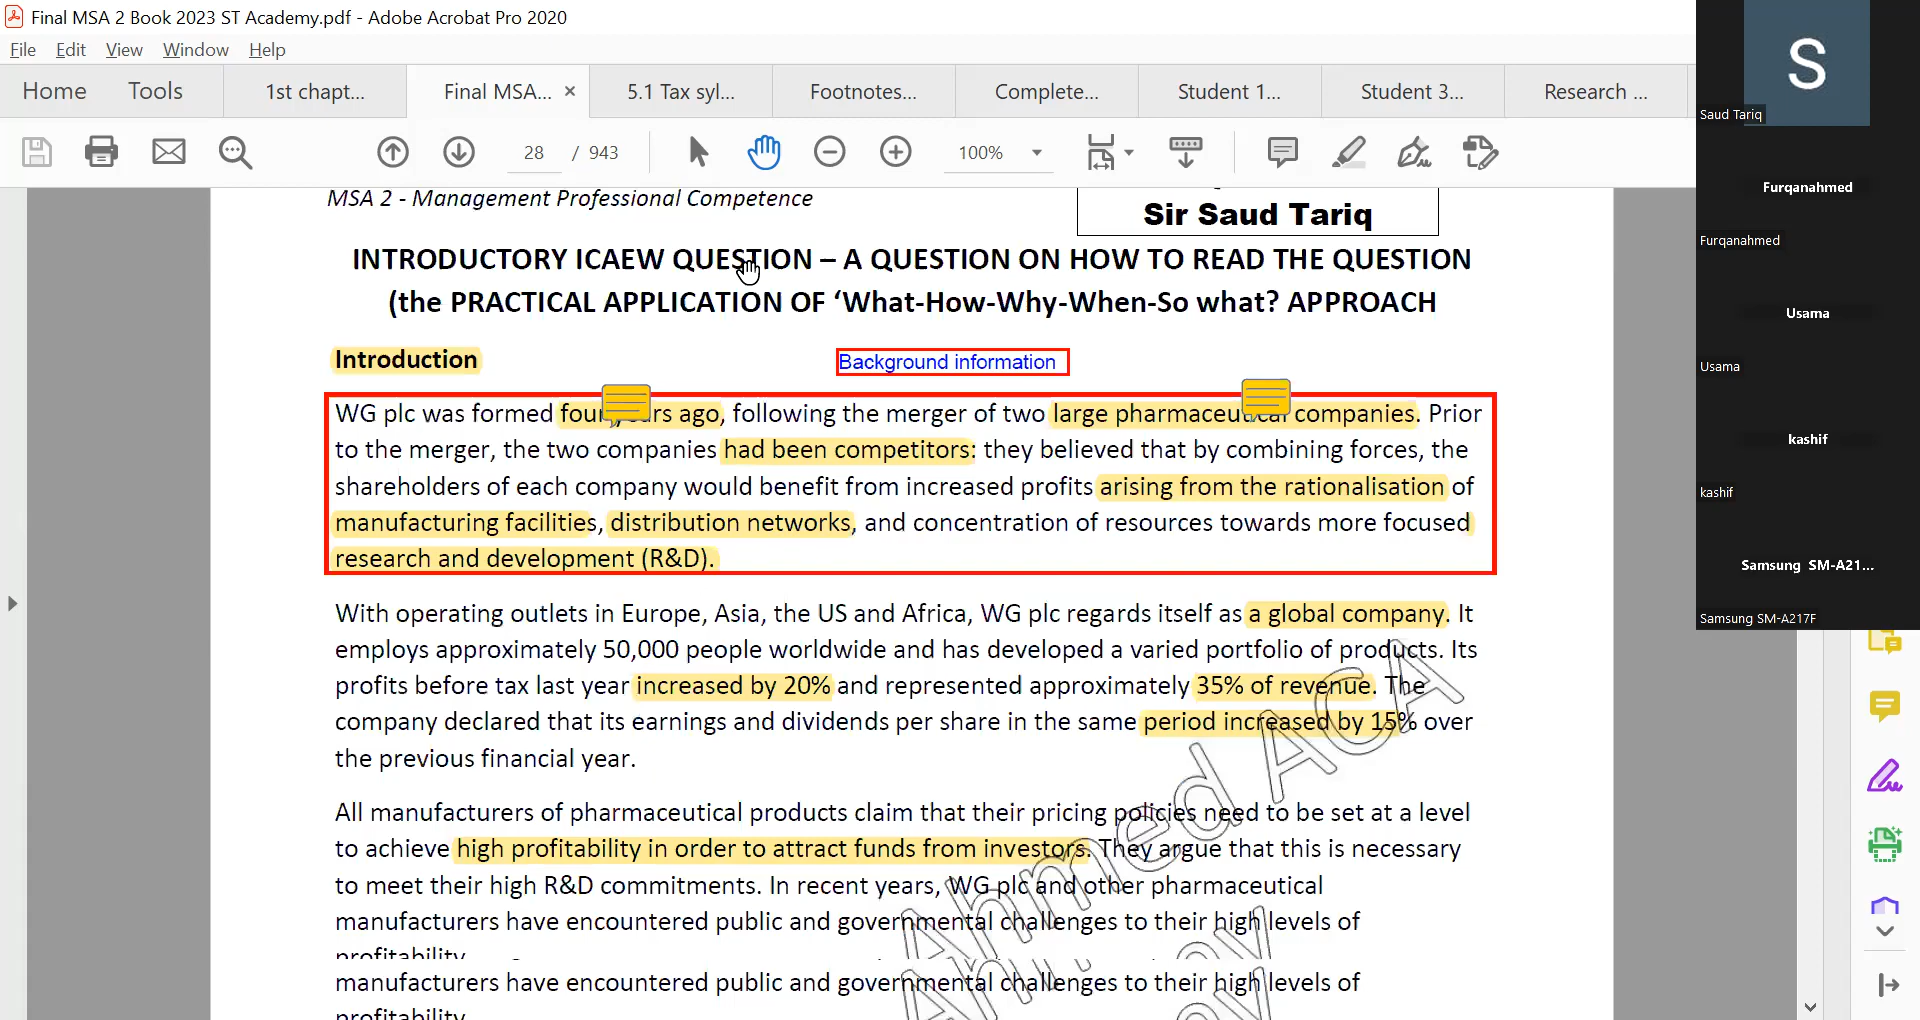 Final MSA 2 Book 2023 ST Academy.pdf - Adobe Acrobat Pro 2020
File Edit View Window Help
Home Tools 1st chapt... Final MSA... × 5.1 Tax syl... Footnotes... Complete... Student 1... Student 3... Research ...
28 / 943 100%
MSA 2 - Management Professional Competence
Sir Saud Tariq
INTRODUCTORY ICAEW QUESTION – A QUESTION ON HOW TO READ THE QUESTION
(the PRACTICAL APPLICATION OF ‘What-How-Why-When-So what? APPROACH
Introduction
Background information
WG plc was formed four years ago, following the merger of two large pharmaceutical companies. Prior
to the merger, the two companies had been competitors: they believed that by combining forces, the
shareholders of each company would benefit from increased profits arising from the rationalisation of
manufacturing facilities, distribution networks, and concentration of resources towards more focused
research and development (R&D).
With operating outlets in Europe, Asia, the US and Africa, WG plc regards itself as a global company. It
employs approximately 50,000 people worldwide and has developed a varied portfolio of products. Its
profits before tax last year increased by 20% and represented approximately 35% of revenue. The
company declared that its earnings and dividends per share in the same period increased by 15% over
the previous financial year.
All manufacturers of pharmaceutical products claim that their pricing policies need to be set at a level
to achieve high profitability in order to attract funds from investors. They argue that this is necessary
to meet their high R&D commitments. In recent years, WG plc and other pharmaceutical
manufacturers have encountered public and governmental challenges to their high levels of
profitability
manufacturers have encountered public and governmental challenges to their high levels of
profitability
Ahmed ACA
S
Saud Tariq
Furqanahmed
Furqanahmed
Usama
Usama
kashif
kashif
Samsung SM-A21...
Samsung SM-A217F